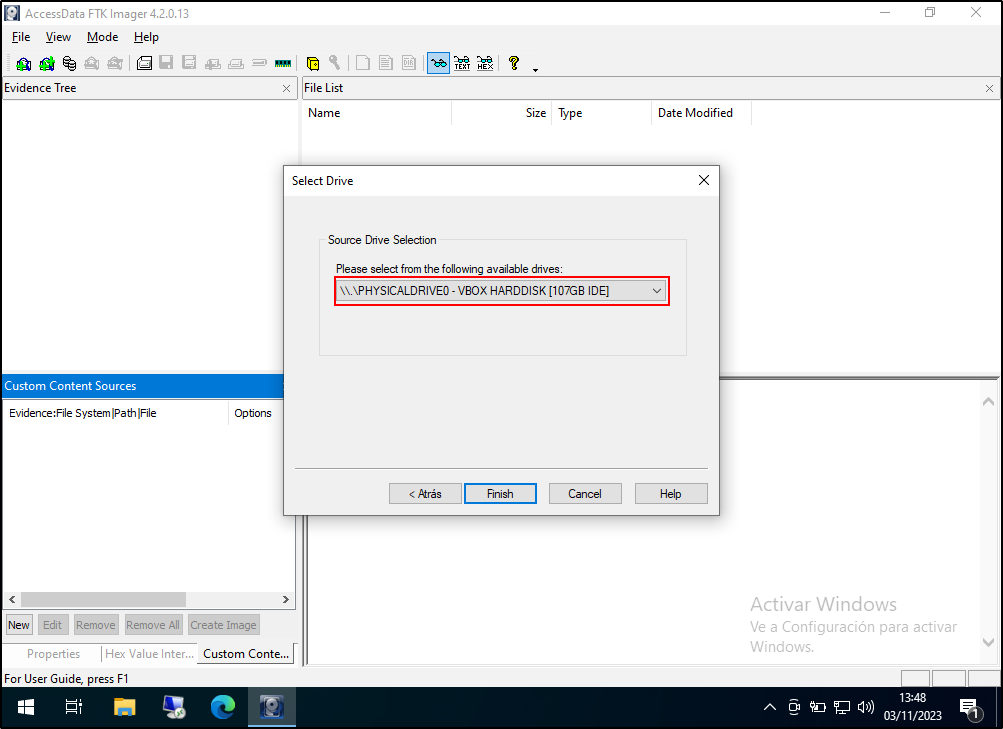 AccessData FTK Imager 4.2.0.13
File View Mode Help
TEXT HEX
Evidence Tree
File List
Name Size Type Date Modified
Select Drive
Source Drive Selection
Please select from the following available drives:
\\.\PHYSICALDRIVE0 - VBOX HARDDISK [107GB IDE]
< Atrás Finish Cancel Help
Custom Content Sources
Evidence:File System|Path|File Options
New Edit Remove Remove All Create Image
Properties Hex Value Inter... Custom Conte...
Activar Windows
Ve a Configuración para activar
Windows.
For User Guide, press F1
13:48
03/11/2023
1